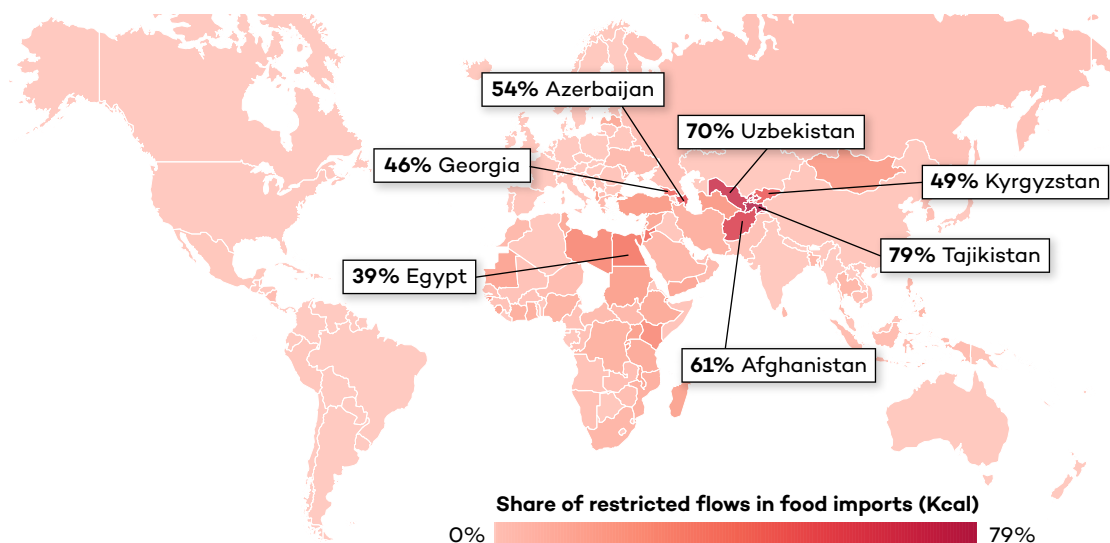 54% Azerbaijan
70% Uzbekistan
46% Georgia
49% Kyrgyzstan
79% Tajikistan
39% Egypt
61% Afghanistan
Share of restricted flows in food imports (Kcal)
0% 79%